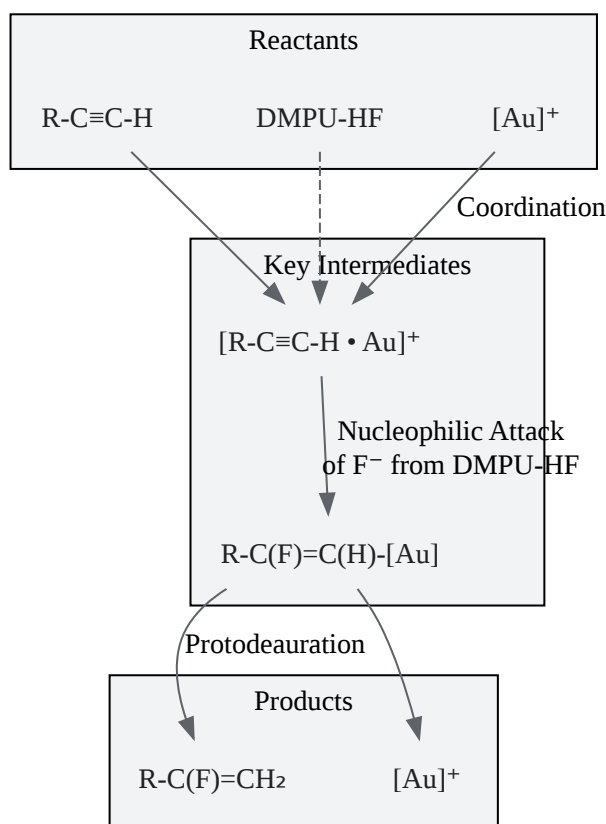 Reactants
R-C≡C-H DMPU-HF [Au]⁺
Coordination
Key Intermediates
[R-C≡C-H • Au]⁺
Nucleophilic Attack
of F⁻ from DMPU-HF
R-C(F)=C(H)-[Au]
Protodeauration
Products
R-C(F)=CH₂ [Au]⁺